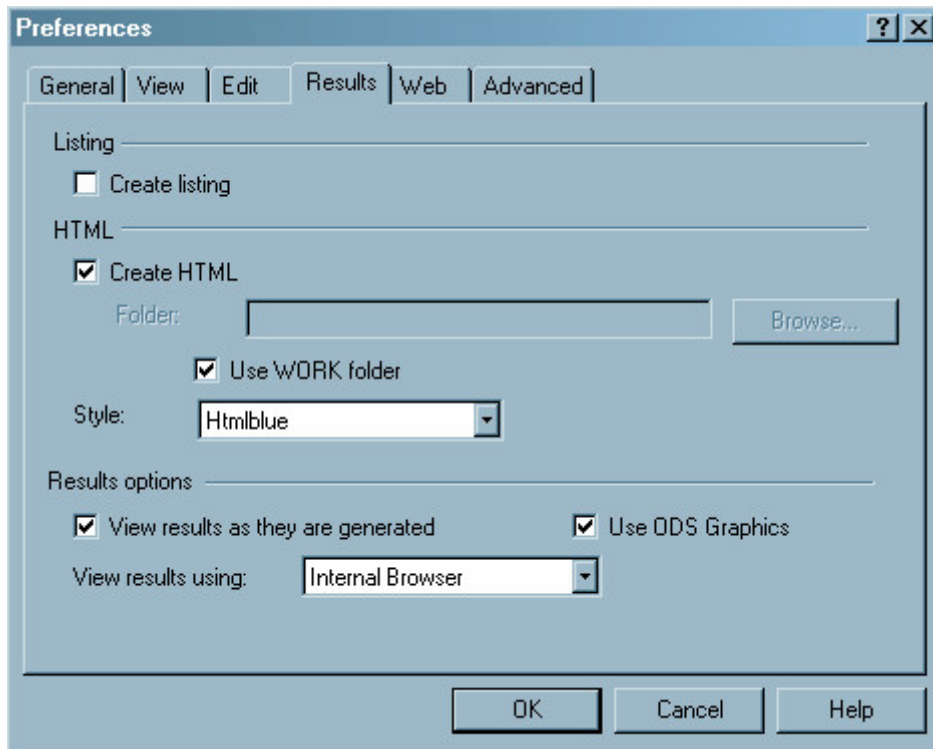 Preferences
General View Edit Results Web Advanced
Listing
Create listing
HTML
Create HTML
Folder: Browse...
Use WORK folder
Style: Htmlblue
Results options
View results as they are generated Use ODS Graphics
View results using: Internal Browser
OK Cancel Help